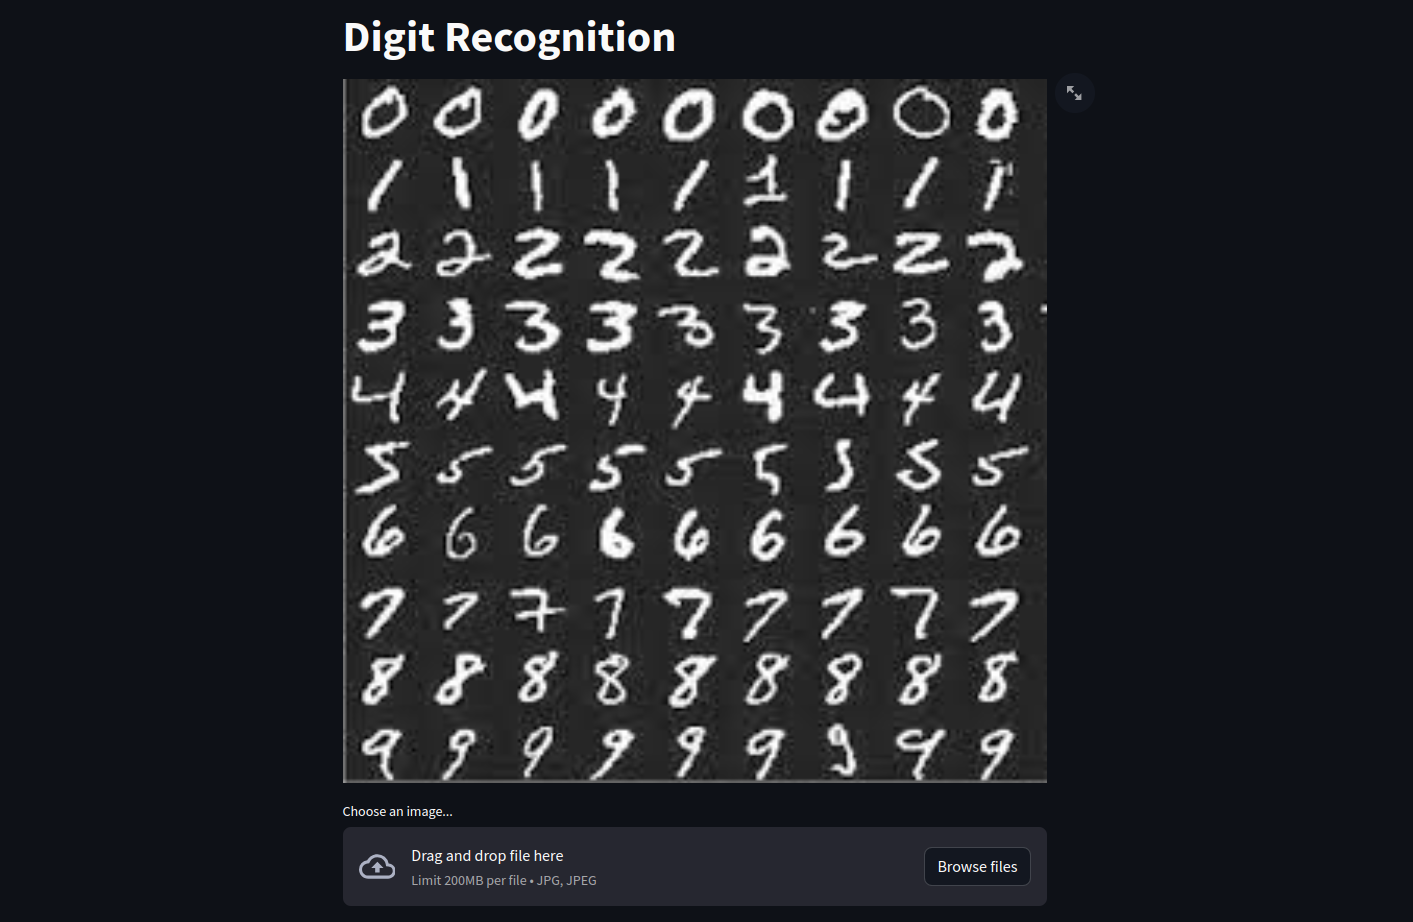 Digit Recognition
0 0 0 0 0 0 0 0 0
1 1 1 1 1 1 1 1 1
2 2 2 2 2 2 2 2 2
3 3 3 3 3 3 3 3 3
4 4 4 4 4 4 4 4 4
5 5 5 5 5 5 5 5 5
6 6 6 6 6 6 6 6 6
7 7 7 7 7 7 7 7 7
8 8 8 8 8 8 8 8 8
9 9 9 9 9 9 9 9 9
Choose an image...
Drag and drop file here
Limit 200MB per file • JPG, JPEG
Browse files